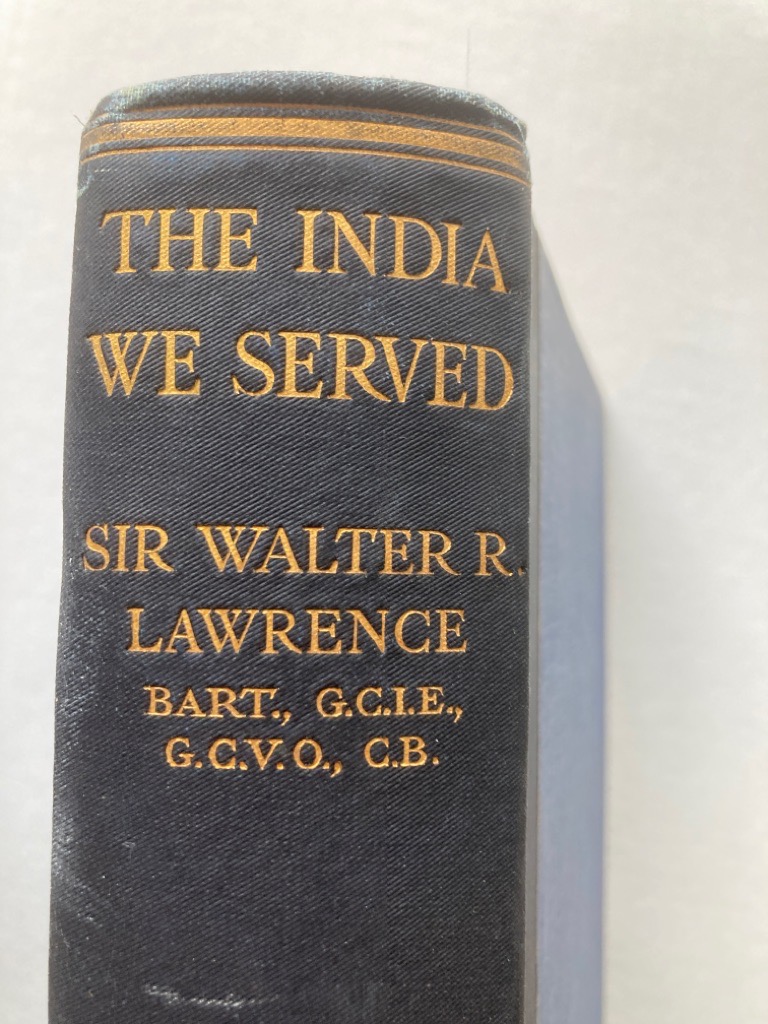 THE INDIA
WE SERVED
SIR WALTER R.
LAWRENCE
BART., G.C.I.E.,
G.C.V.O., C.B.